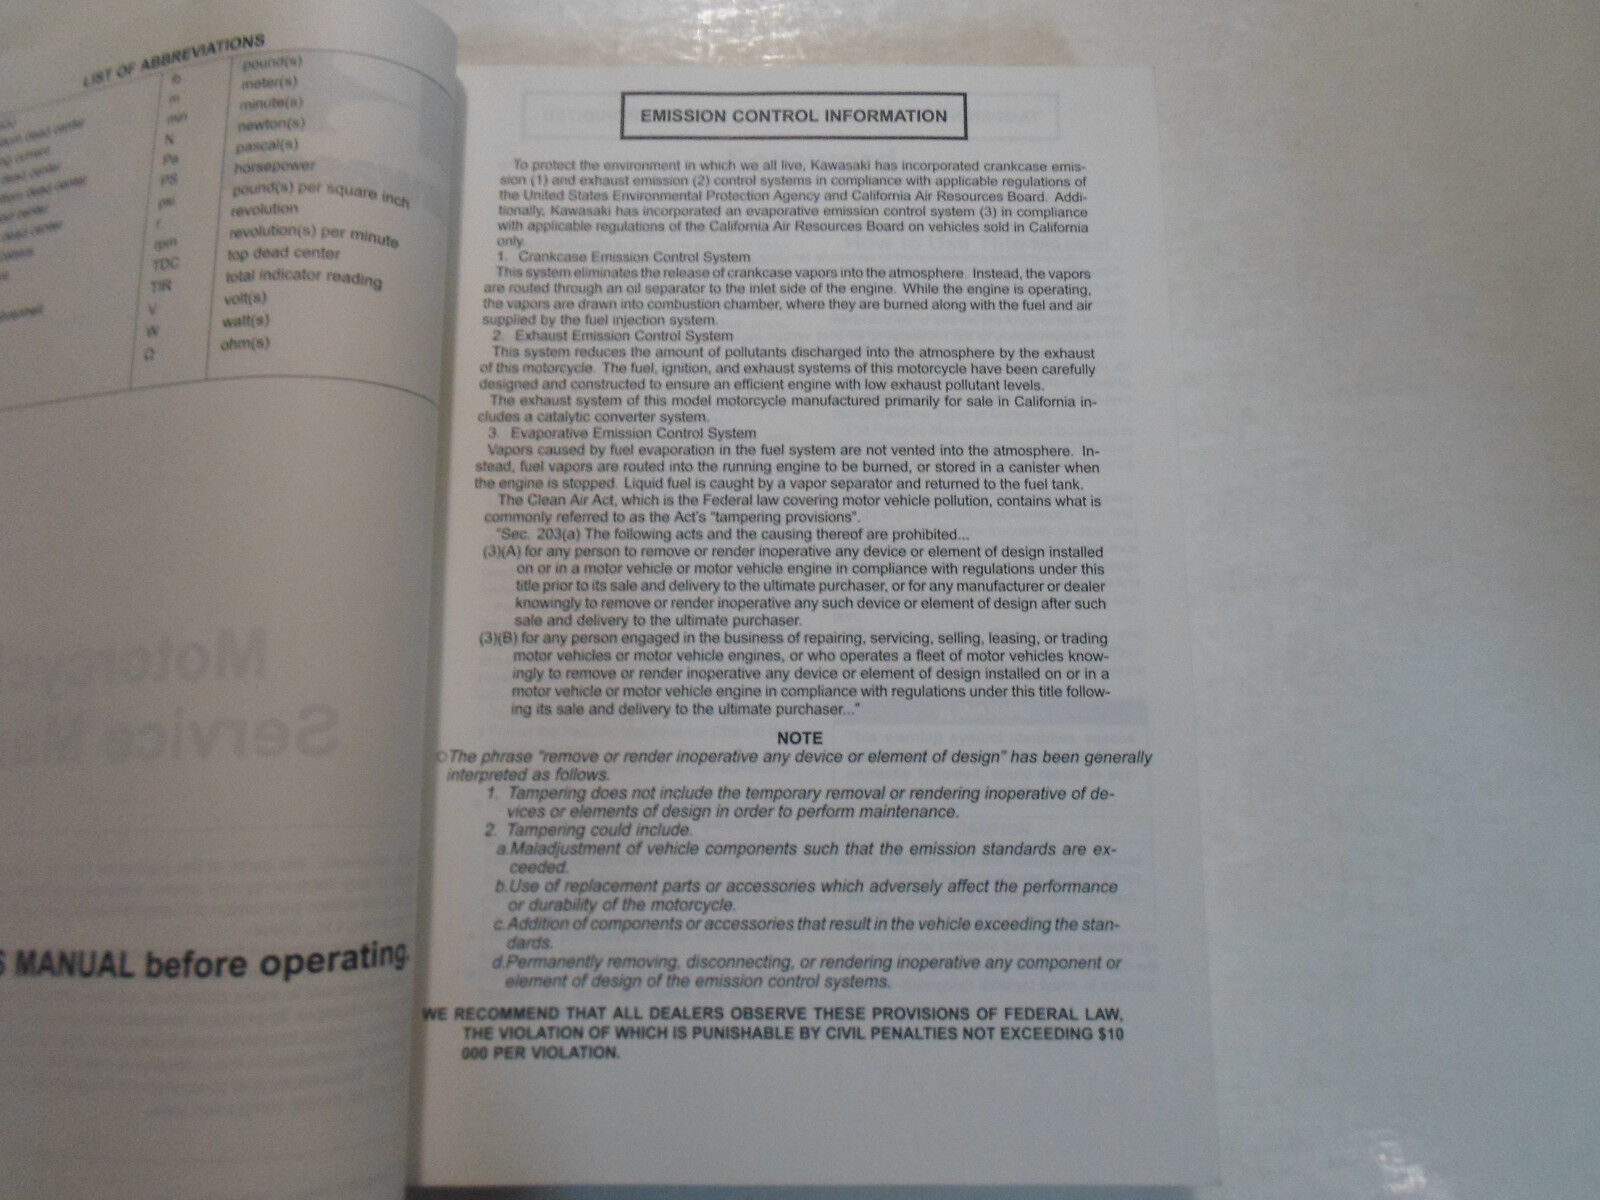 LIST OF ABBREVIATIONS
lb pound(s)
m meter(s)
min minute(s)
N newton(s)
Pa pascal(s)
PS horsepower
psi pound(s) per square inch
r revolution
rpm revolution(s) per minute
TDC top dead center
TIR total indicator reading
V volt(s)
W watt(s)
Ω ohm(s)
dead center
dead center
dead center
MANUAL before operating.
EMISSION CONTROL INFORMATION
To protect the environment in which we all live, Kawasaki has incorporated crankcase emis-
sion (1) and exhaust emission (2) control systems in compliance with applicable regulations of
the United States Environmental Protection Agency and California Air Resources Board. Addi-
tionally, Kawasaki has incorporated an evaporative emission control system (3) in compliance
with applicable regulations of the California Air Resources Board on vehicles sold in California
only.
1. Crankcase Emission Control System
This system eliminates the release of crankcase vapors into the atmosphere. Instead, the vapors
are routed through an oil separator to the inlet side of the engine. While the engine is operating,
the vapors are drawn into combustion chamber, where they are burned along with the fuel and air
supplied by the fuel injection system.
2. Exhaust Emission Control System
This system reduces the amount of pollutants discharged into the atmosphere by the exhaust
of this motorcycle. The fuel, ignition, and exhaust systems of this motorcycle have been carefully
designed and constructed to ensure an efficient engine with low exhaust pollutant levels.
The exhaust system of this model motorcycle manufactured primarily for sale in California in-
cludes a catalytic converter system.
3. Evaporative Emission Control System
Vapors caused by fuel evaporation in the fuel system are not vented into the atmosphere. In-
stead, fuel vapors are routed into the running engine to be burned, or stored in a canister when
the engine is stopped. Liquid fuel is caught by a vapor separator and returned to the fuel tank.
The Clean Air Act, which is the Federal law covering motor vehicle pollution, contains what is
commonly referred to as the Act's "tampering provisions".
"Sec. 203(a) The following acts and the causing thereof are prohibited...
(3)(A) for any person to remove or render inoperative any device or element of design installed
on or in a motor vehicle or motor vehicle engine in compliance with regulations under this
title prior to its sale and delivery to the ultimate purchaser, or for any manufacturer or dealer
knowingly to remove or render inoperative any such device or element of design after such
sale and delivery to the ultimate purchaser.
(3)(B) for any person engaged in the business of repairing, servicing, selling, leasing, or trading
motor vehicles or motor vehicle engines, or who operates a fleet of motor vehicles know-
ingly to remove or render inoperative any device or element of design installed on or in a
motor vehicle or motor vehicle engine in compliance with regulations under this title follow-
ing its sale and delivery to the ultimate purchaser..."
NOTE
○The phrase "remove or render inoperative any device or element of design" has been generally
interpreted as follows.
1. Tampering does not include the temporary removal or rendering inoperative of de-
vices or elements of design in order to perform maintenance.
2. Tampering could include.
a.Maladjustment of vehicle components such that the emission standards are ex-
ceeded.
b.Use of replacement parts or accessories which adversely affect the performance
or durability of the motorcycle.
c.Addition of components or accessories that result in the vehicle exceeding the stan-
dards.
d.Permanently removing, disconnecting, or rendering inoperative any component or
element of design of the emission control systems.
WE RECOMMEND THAT ALL DEALERS OBSERVE THESE PROVISIONS OF FEDERAL LAW,
THE VIOLATION OF WHICH IS PUNISHABLE BY CIVIL PENALTIES NOT EXCEEDING $10
000 PER VIOLATION.